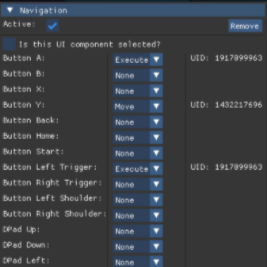 ▼ Navigation
Active: Remove
Is this UI component selected?
Button A: Execute ▼ UID: 1917899963
Button B: None ▼
Button X: None ▼
Button Y: Move ▼ UID: 1432217696
Button Back: None ▼
Button Home: None ▼
Button Start: None ▼
Button Left Trigger: Execute ▼ UID: 1917899963
Button Right Trigger: None ▼
Button Left Shoulder: None ▼
Button Right Shoulder: None ▼
DPad Up: None ▼
DPad Down: None ▼
DPad Left: None ▼